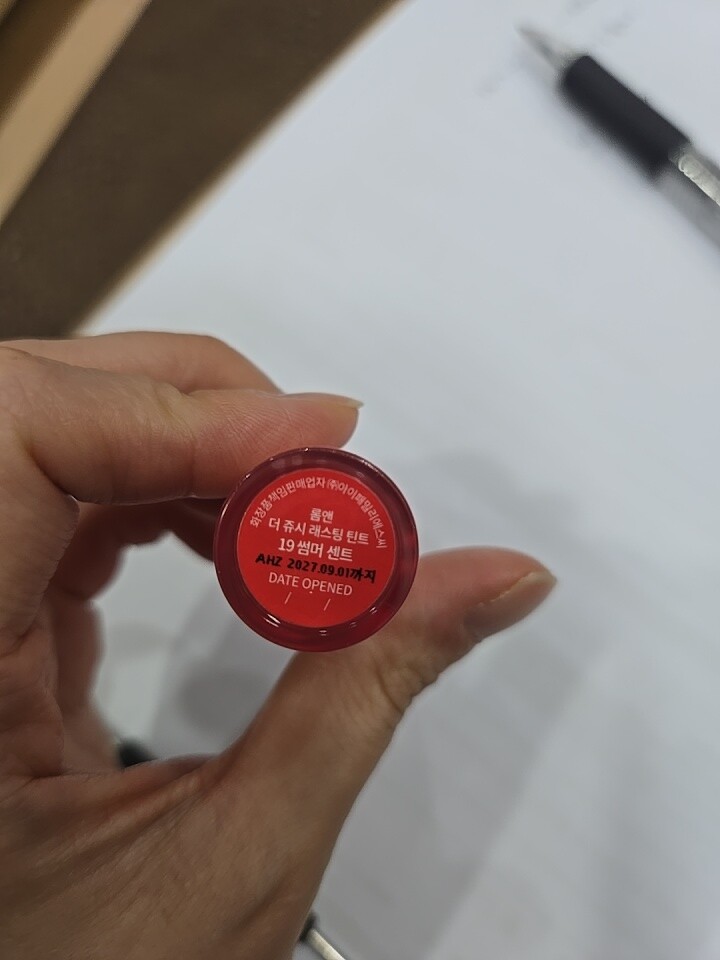 화장품책임판매업자 ㈜아이패밀리에스씨
롬앤
더 쥬시 래스팅 틴트
19 썸머 센트
AHZ 2027.09.01까지
DATE OPENED
/ /